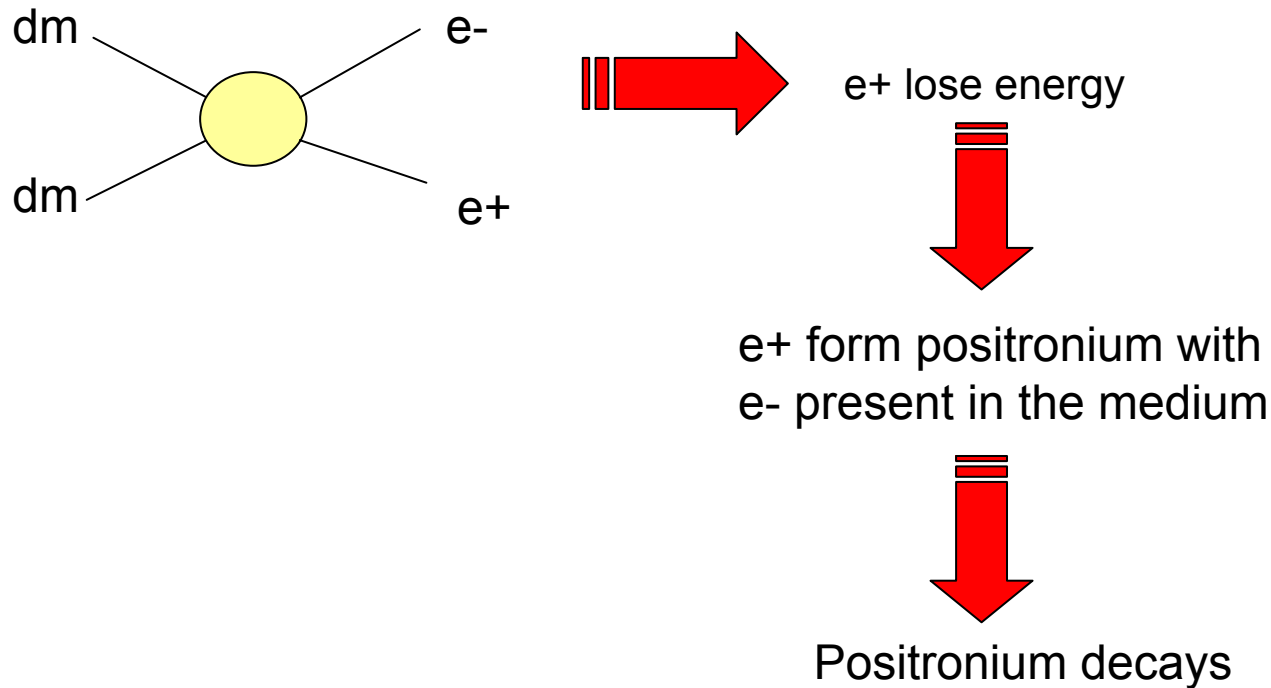 dm
e-
dm
e+
e+ lose energy
e+ form positronium with
e- present in the medium
Positronium decays